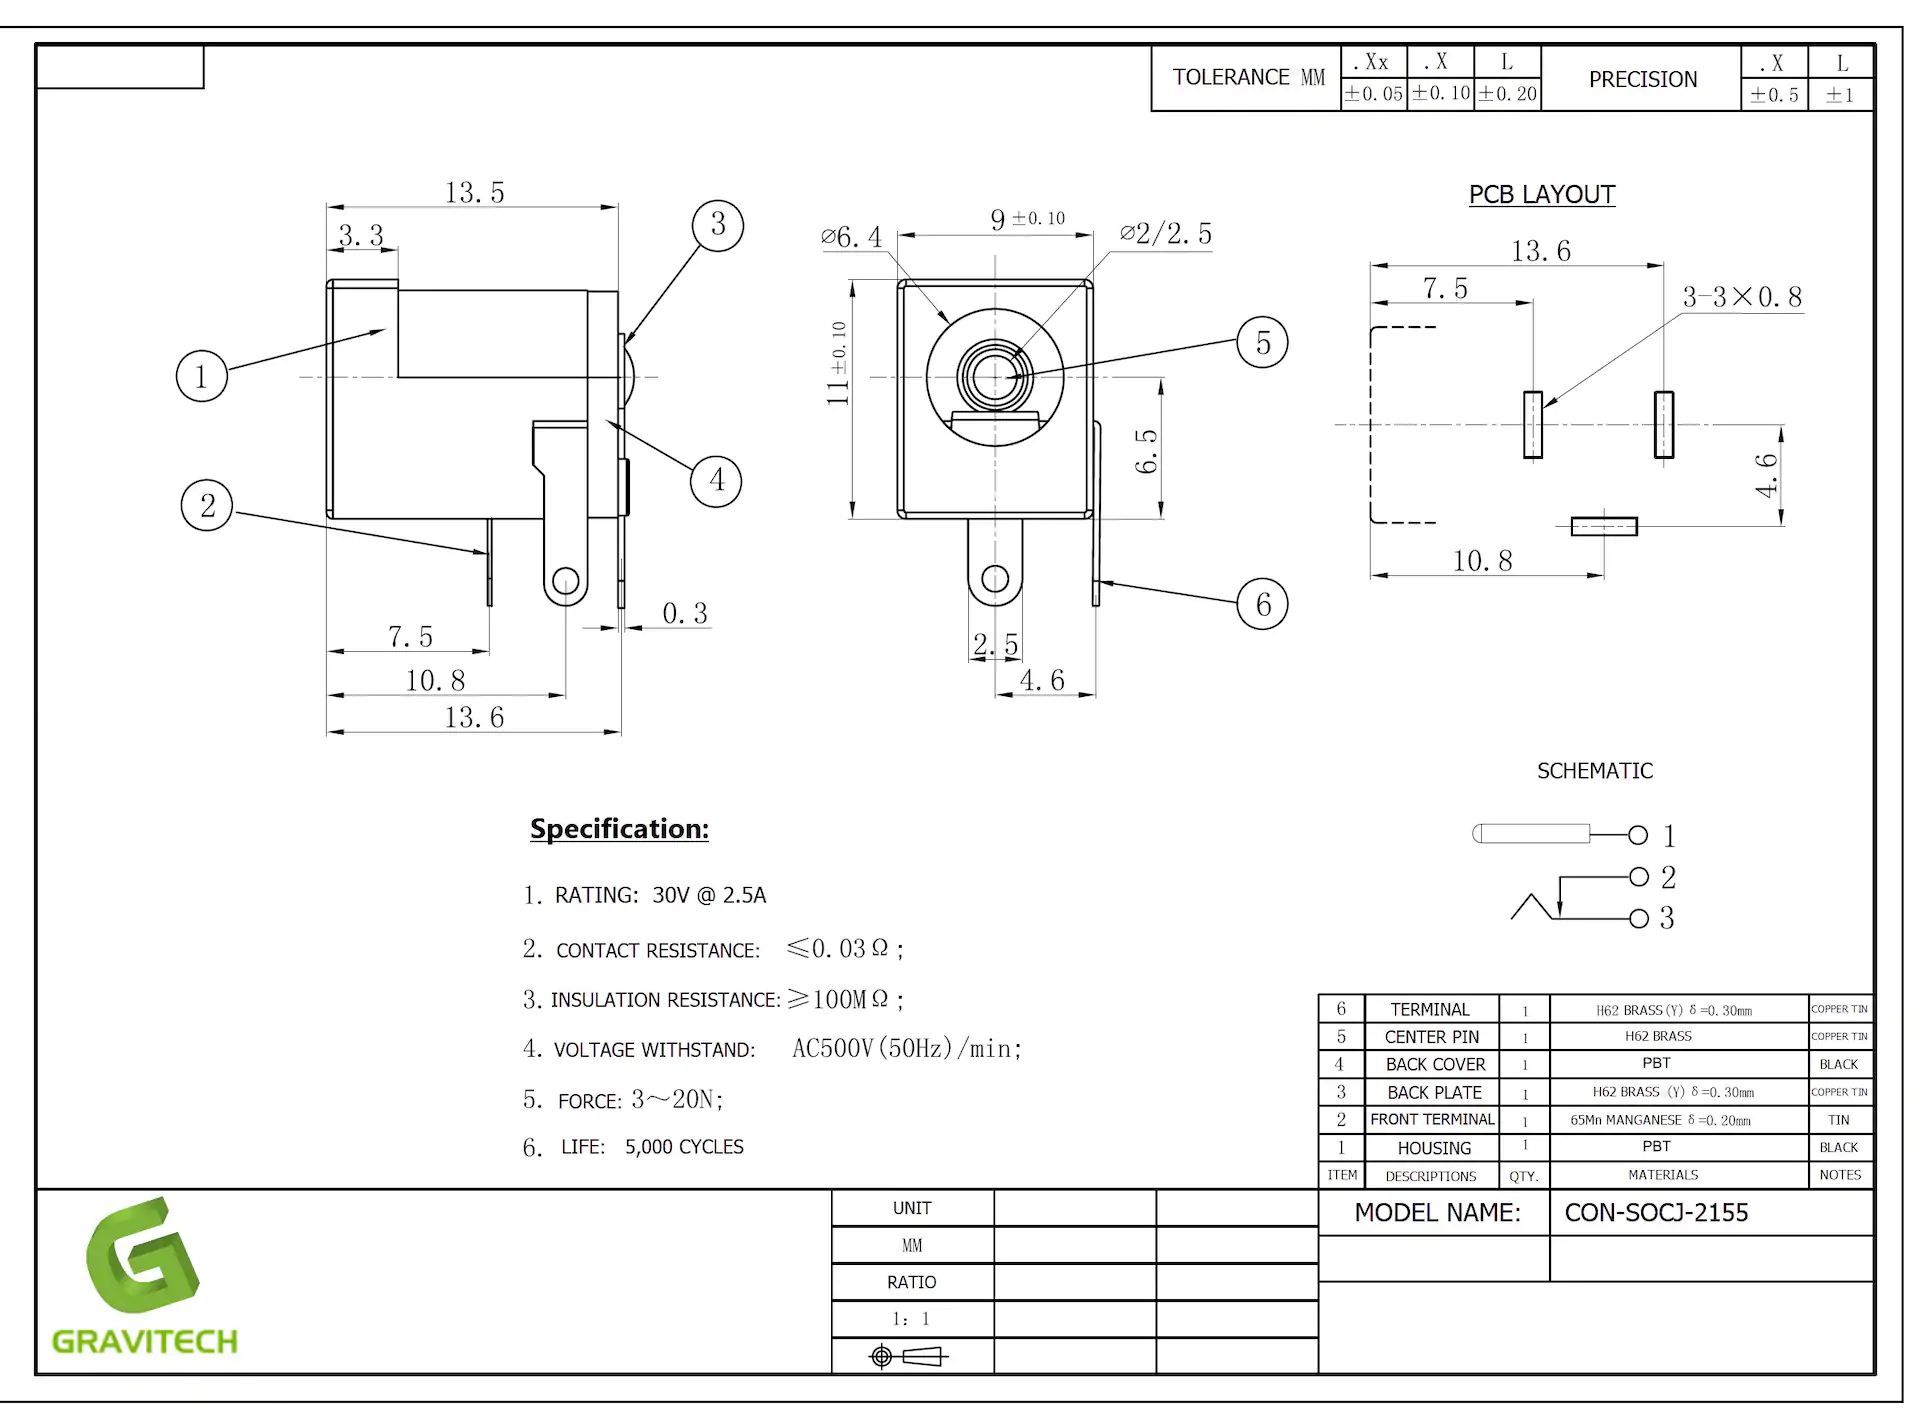 TOLERANCE MM .Xx .X L PRECISION .X L
±0.05 ±0.10 ±0.20 ±0.5 ±1
13.5
3.3
3
1
2
4
0.3
7.5
10.8
13.6
9±0.10
⌀6.4
⌀2/2.5
11±0.10
5
6.5
6
2.5
4.6
PCB LAYOUT
13.6
7.5
3-3×0.8
4.6
10.8
SCHEMATIC
1
2
3
Specification:
1. RATING: 30V @ 2.5A
2. CONTACT RESISTANCE: ≤0.03Ω;
3. INSULATION RESISTANCE: ≥100MΩ;
4. VOLTAGE WITHSTAND: AC500V(50Hz)/min;
5. FORCE: 3~20N;
6. LIFE: 5,000 CYCLES
6 TERMINAL 1 H62 BRASS(Y) δ=0.30mm COPPER TIN
5 CENTER PIN 1 H62 BRASS COPPER TIN
4 BACK COVER 1 PBT BLACK
3 BACK PLATE 1 H62 BRASS (Y) δ=0.30mm COPPER TIN
2 FRONT TERMINAL 1 65Mn MANGANESE δ=0.20mm TIN
1 HOUSING 1 PBT BLACK
ITEM DESCRIPTIONS QTY. MATERIALS NOTES
MODEL NAME: CON-SOCJ-2155
UNIT
MM
RATIO
1: 1
GRAVITECH